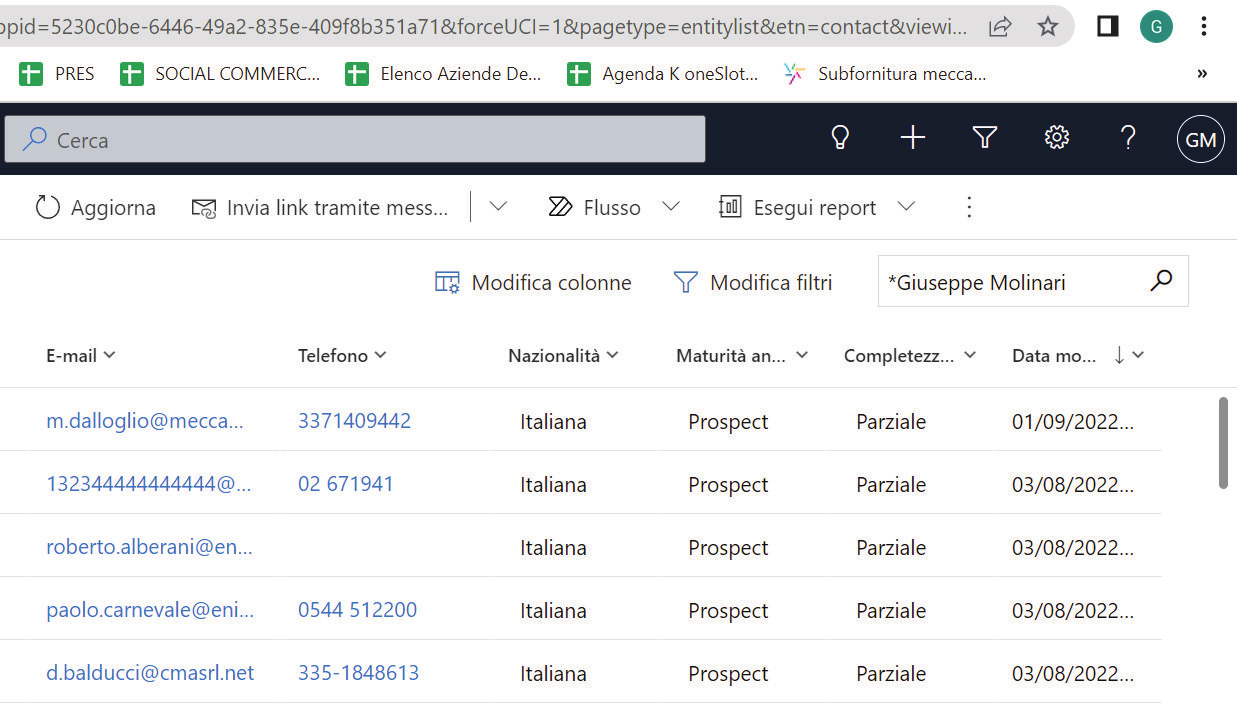 ppid=5230c0be-6446-49a2-835e-409f8b351a71&forceUCI=1&pagetype=entitylist&etn=contact&viewi... G
PRES SOCIAL COMMERC... Elenco Aziende De... Agenda K oneSlot... Subfornitura mecca... »
Cerca ? GM
Aggiorna Invia link tramite mess... Flusso Esegui report
Modifica colonne Modifica filtri *Giuseppe Molinari
E-mail Telefono Nazionalità Maturità an... Completezz... Data mo... ↓
m.dalloglio@mecca... 3371409442 Italiana Prospect Parziale 01/09/2022...
132344444444444@... 02 671941 Italiana Prospect Parziale 03/08/2022...
roberto.alberani@en... Italiana Prospect Parziale 03/08/2022...
paolo.carnevale@eni... 0544 512200 Italiana Prospect Parziale 03/08/2022...
d.balducci@cmasrl.net 335-1848613 Italiana Prospect Parziale 03/08/2022...